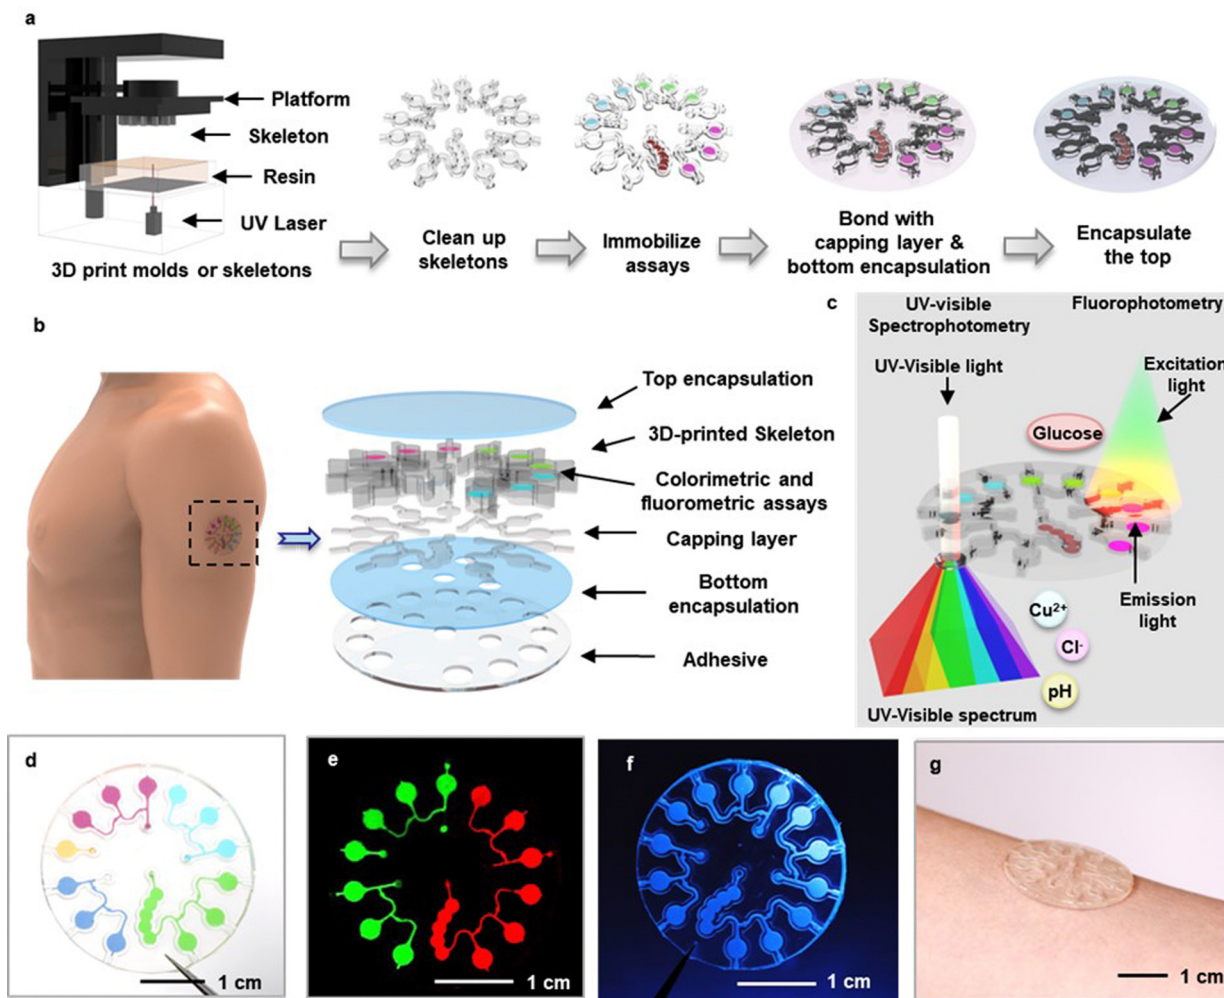 a
Platform
Skeleton
Resin
UV Laser
3D print molds or skeletons
Clean up
skeletons
Immobilize
assays
Bond with
capping layer &
bottom encapsulation
Encapsulate
the top
b
Top encapsulation
3D-printed Skeleton
Colorimetric and
fluorometric assays
Capping layer
Bottom
encapsulation
Adhesive
c
UV-visible
Spectrophotometry
Fluorophotometry
UV-Visible light
Excitation
light
Glucose
Cu²⁺
Cl⁻
pH
Emission
light
UV-Visible spectrum
d
1 cm
e
1 cm
f
1 cm
g
1 cm